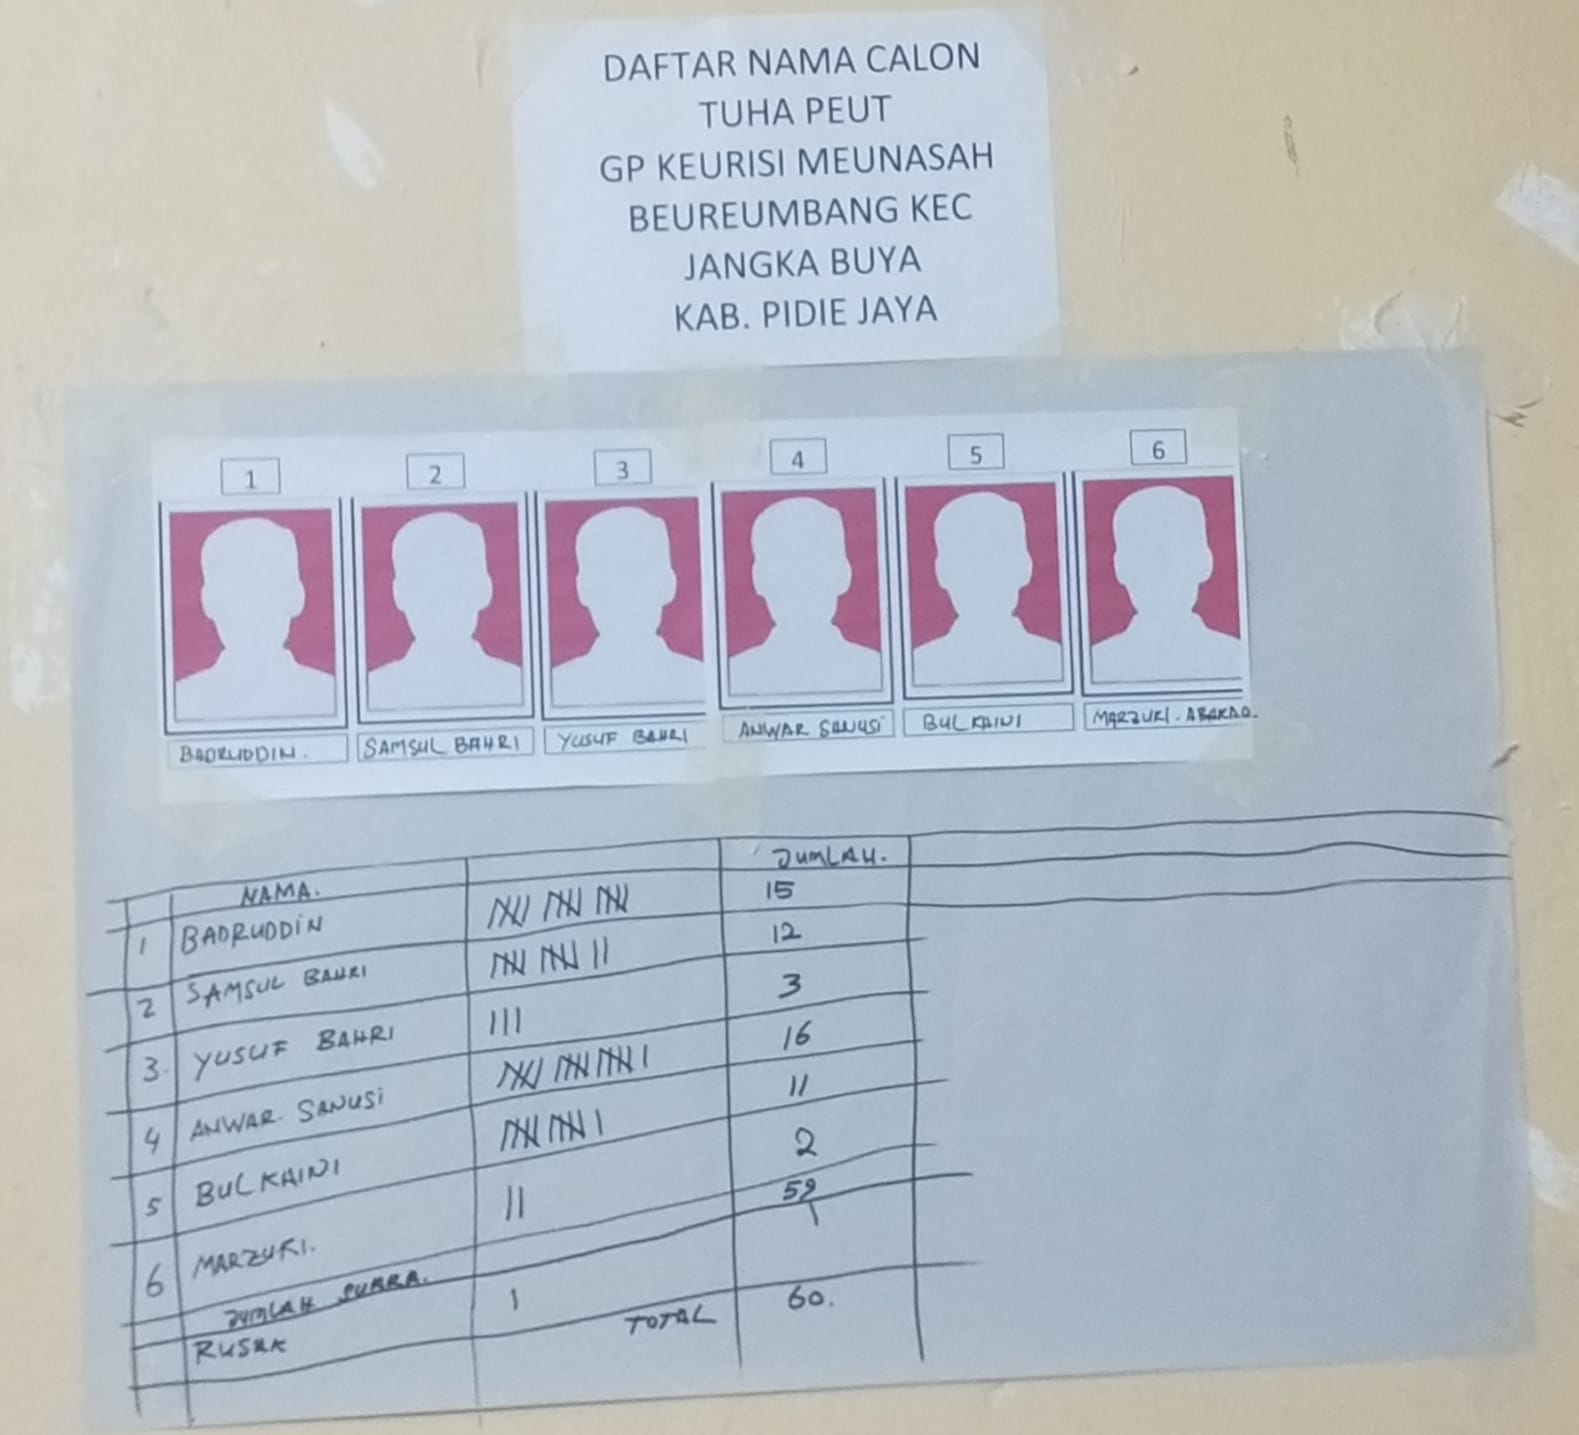 DAFTAR NAMA CALON
TUHA PEUT
GP KEURISI MEUNASAH
BEUREUMBANG KEC
JANGKA BUYA
KAB. PIDIE JAYA
1 2 3 4 5 6
BADRUDDIN. SAMSUL BAHRI YUSUF BAHRI ANWAR SANUSI BULKAINI MARZUKI.
NAMA. JUMLAH.
1 BADRUDDIN 15
2 SAMSUL BAHRI 12
3. YUSUF BAHRI 3
4 ANWAR. SANUSI 16
5 BULKAINI 11
6 MARZUKI. 2
JUMLAH SUARA. 59
RUSAK 1
TOTAL 60.